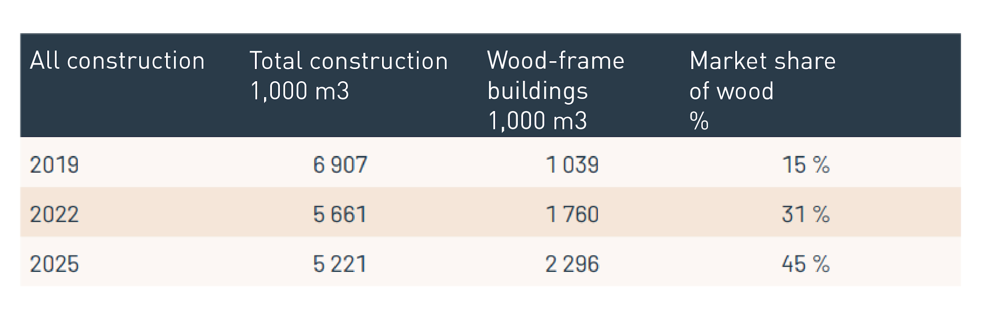 All construction Total construction Wood-frame Market share
1,000 m3 buildings of wood
1,000 m3 %
2019 6 907 1 039 15 %
2022 5 661 1 760 31 %
2025 5 221 2 296 45 %